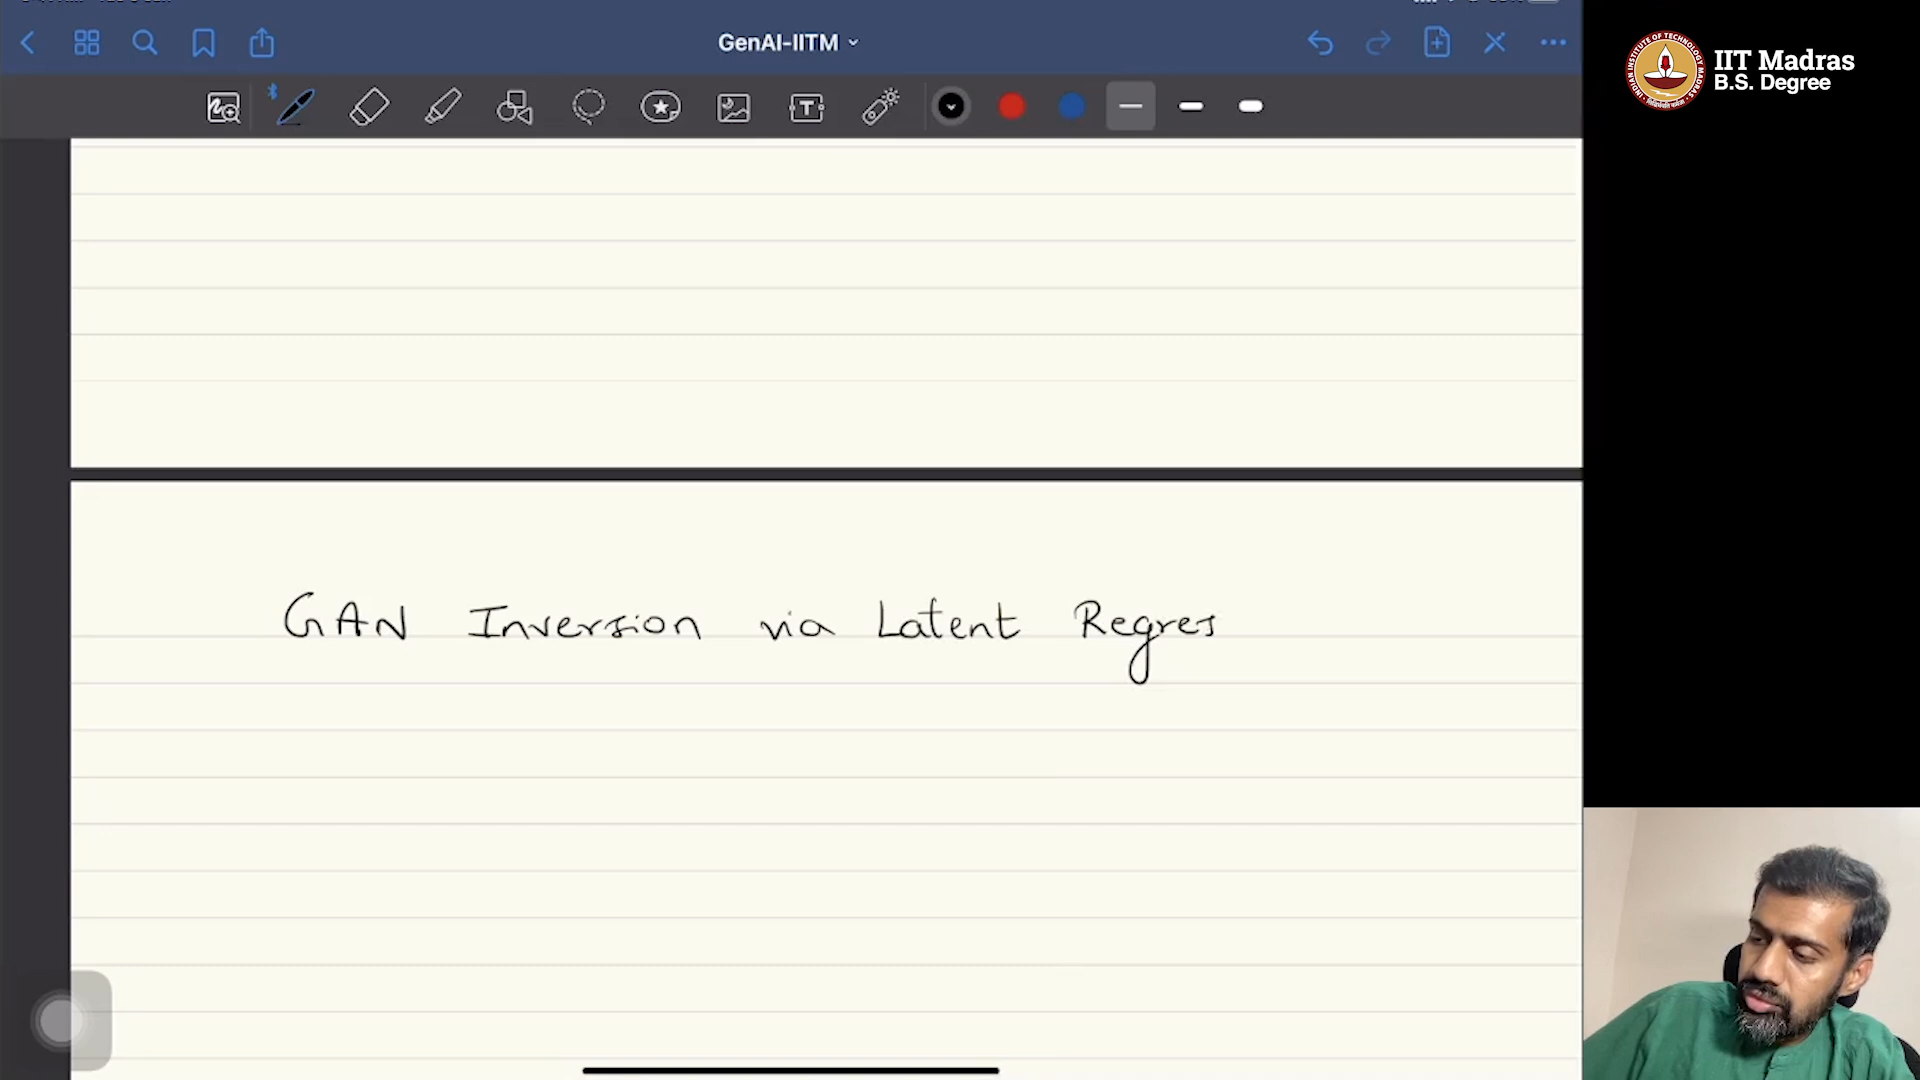 GenAI-IITM
IIT Madras
B.S. Degree
GAN Inversion via Latent Regres